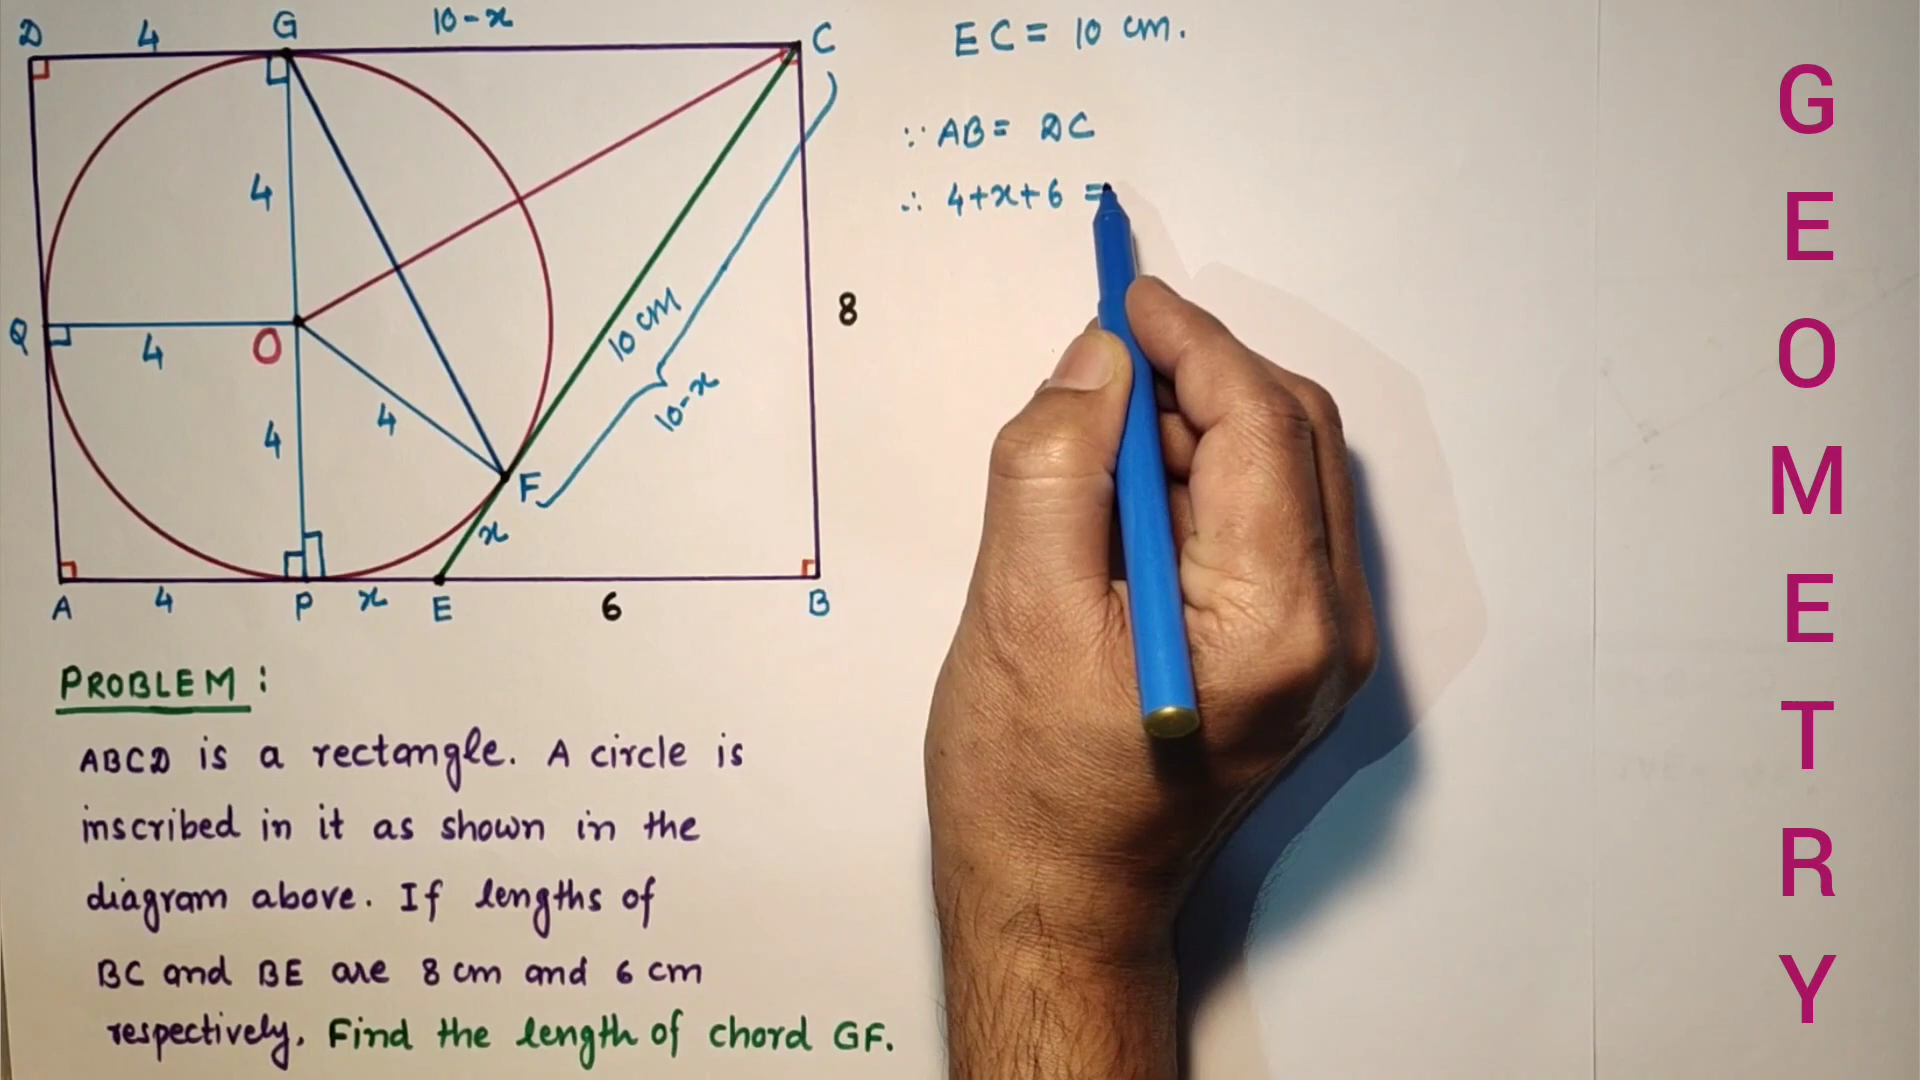 D 4 G 10-x C
4
Q 4 O
4 4
10 cm
10-x
8
F
x
A 4 P x E 6 B
PROBLEM :
ABCD is a rectangle. A circle is
inscribed in it as shown in the
diagram above. If lengths of
BC and BE are 8 cm and 6 cm
respectively. Find the length of chord GF.
EC = 10 cm.
∵ AB = DC
∴ 4+x+6 =
GEOMETRY